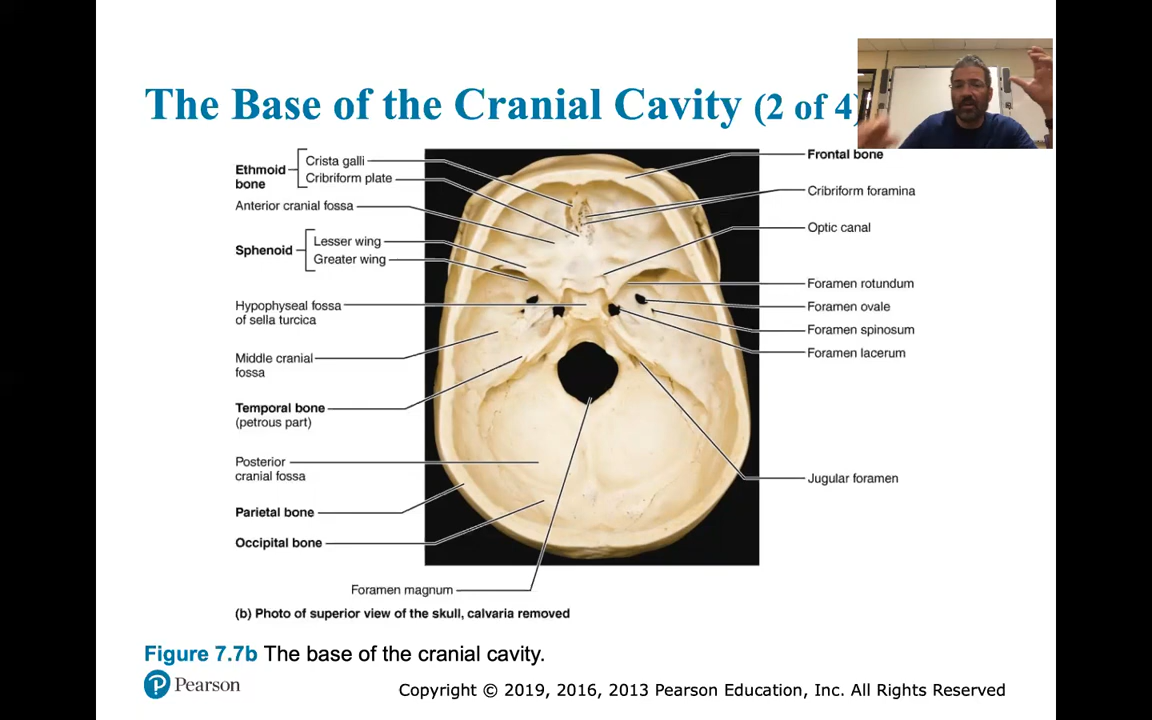 The Base of the Cranial Cavity (2 of 4)
Ethmoid
bone
Crista galli
Cribriform plate
Anterior cranial fossa
Sphenoid
Lesser wing
Greater wing
Hypophyseal fossa
of sella turcica
Middle cranial
fossa
Temporal bone
(petrous part)
Posterior
cranial fossa
Parietal bone
Occipital bone
Foramen magnum
Frontal bone
Cribriform foramina
Optic canal
Foramen rotundum
Foramen ovale
Foramen spinosum
Foramen lacerum
Jugular foramen
(b) Photo of superior view of the skull, calvaria removed
Figure 7.7b The base of the cranial cavity.
P Pearson
Copyright © 2019, 2016, 2013 Pearson Education, Inc. All Rights Reserved